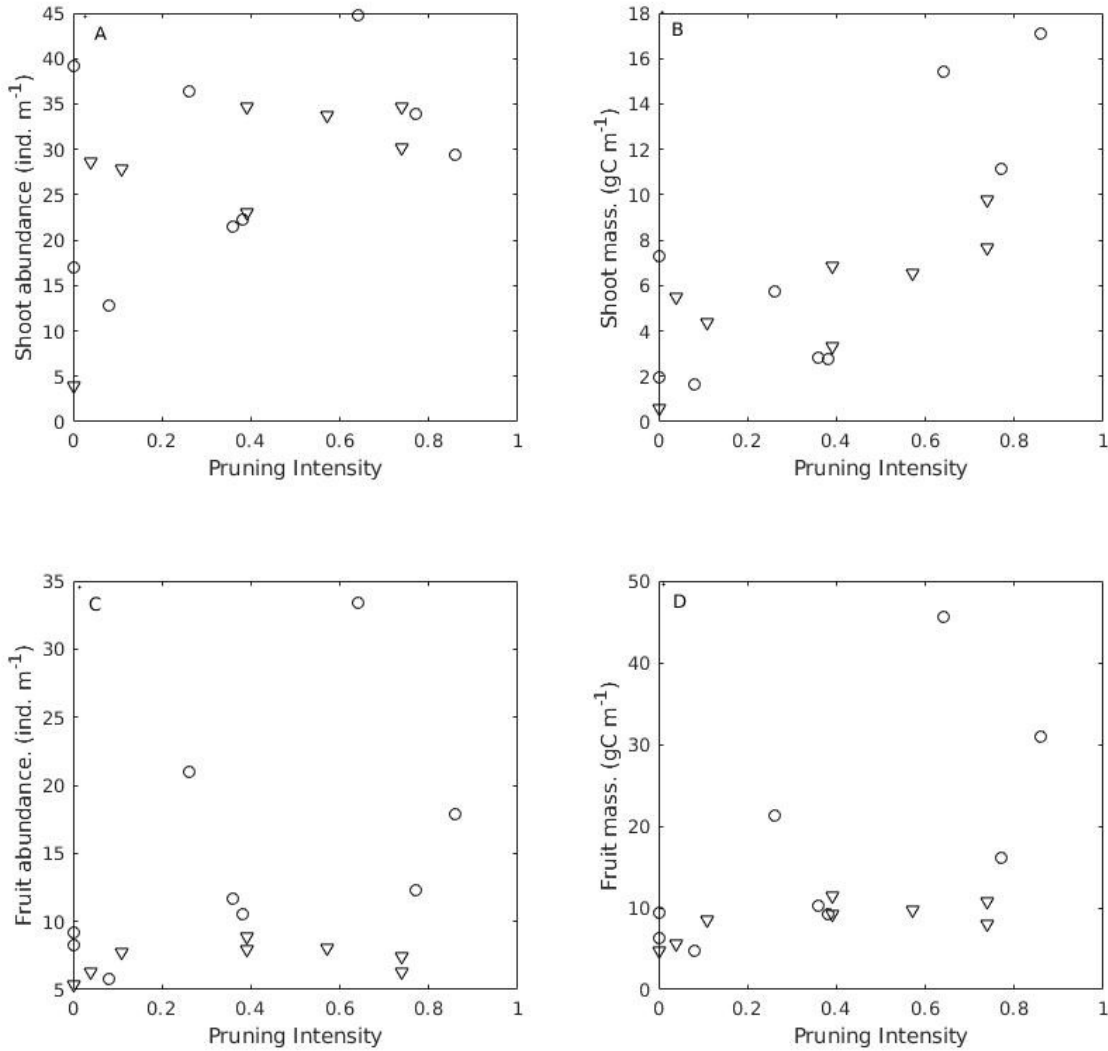 A
Shoot abundance (ind. m⁻¹)
45
40
35
30
25
20
15
10
5
0
0 0.2 0.4 0.6 0.8 1
Pruning Intensity
B
Shoot mass. (gC m⁻¹)
18
16
14
12
10
8
6
4
2
0
0 0.2 0.4 0.6 0.8 1
Pruning Intensity
C
Fruit abundance. (ind. m⁻¹)
35
30
25
20
15
10
5
0 0.2 0.4 0.6 0.8 1
Pruning Intensity
D
Fruit mass. (gC m⁻¹)
50
40
30
20
10
0
0 0.2 0.4 0.6 0.8 1
Pruning Intensity